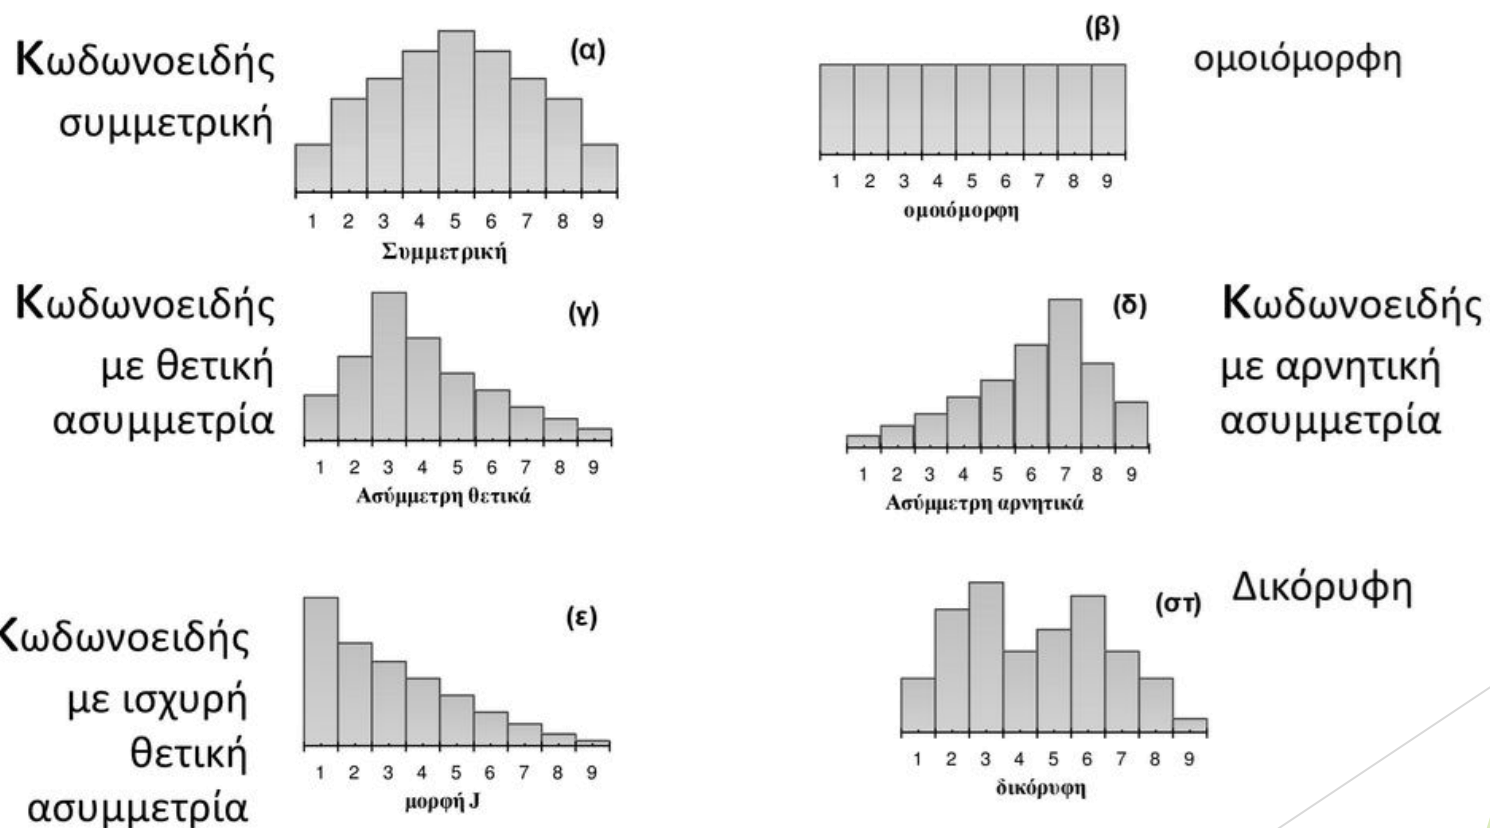 Κωδωνοειδής
συμμετρική
(α)
1 2 3 4 5 6 7 8 9
Συμμετρική
(β)
ομοιόμορφη
1 2 3 4 5 6 7 8 9
ομοιόμορφη
Κωδωνοειδής
με θετική
ασυμμετρία
(γ)
1 2 3 4 5 6 7 8 9
Ασύμμετρη θετικά
(δ)
Κωδωνοειδής
με αρνητική
ασυμμετρία
1 2 3 4 5 6 7 8 9
Ασύμμετρη αρνητικά
Κωδωνοειδής
με ισχυρή
θετική
ασυμμετρία
(ε)
1 2 3 4 5 6 7 8 9
μορφή J
(στ)
Δικόρυφη
1 2 3 4 5 6 7 8 9
δικόρυφη